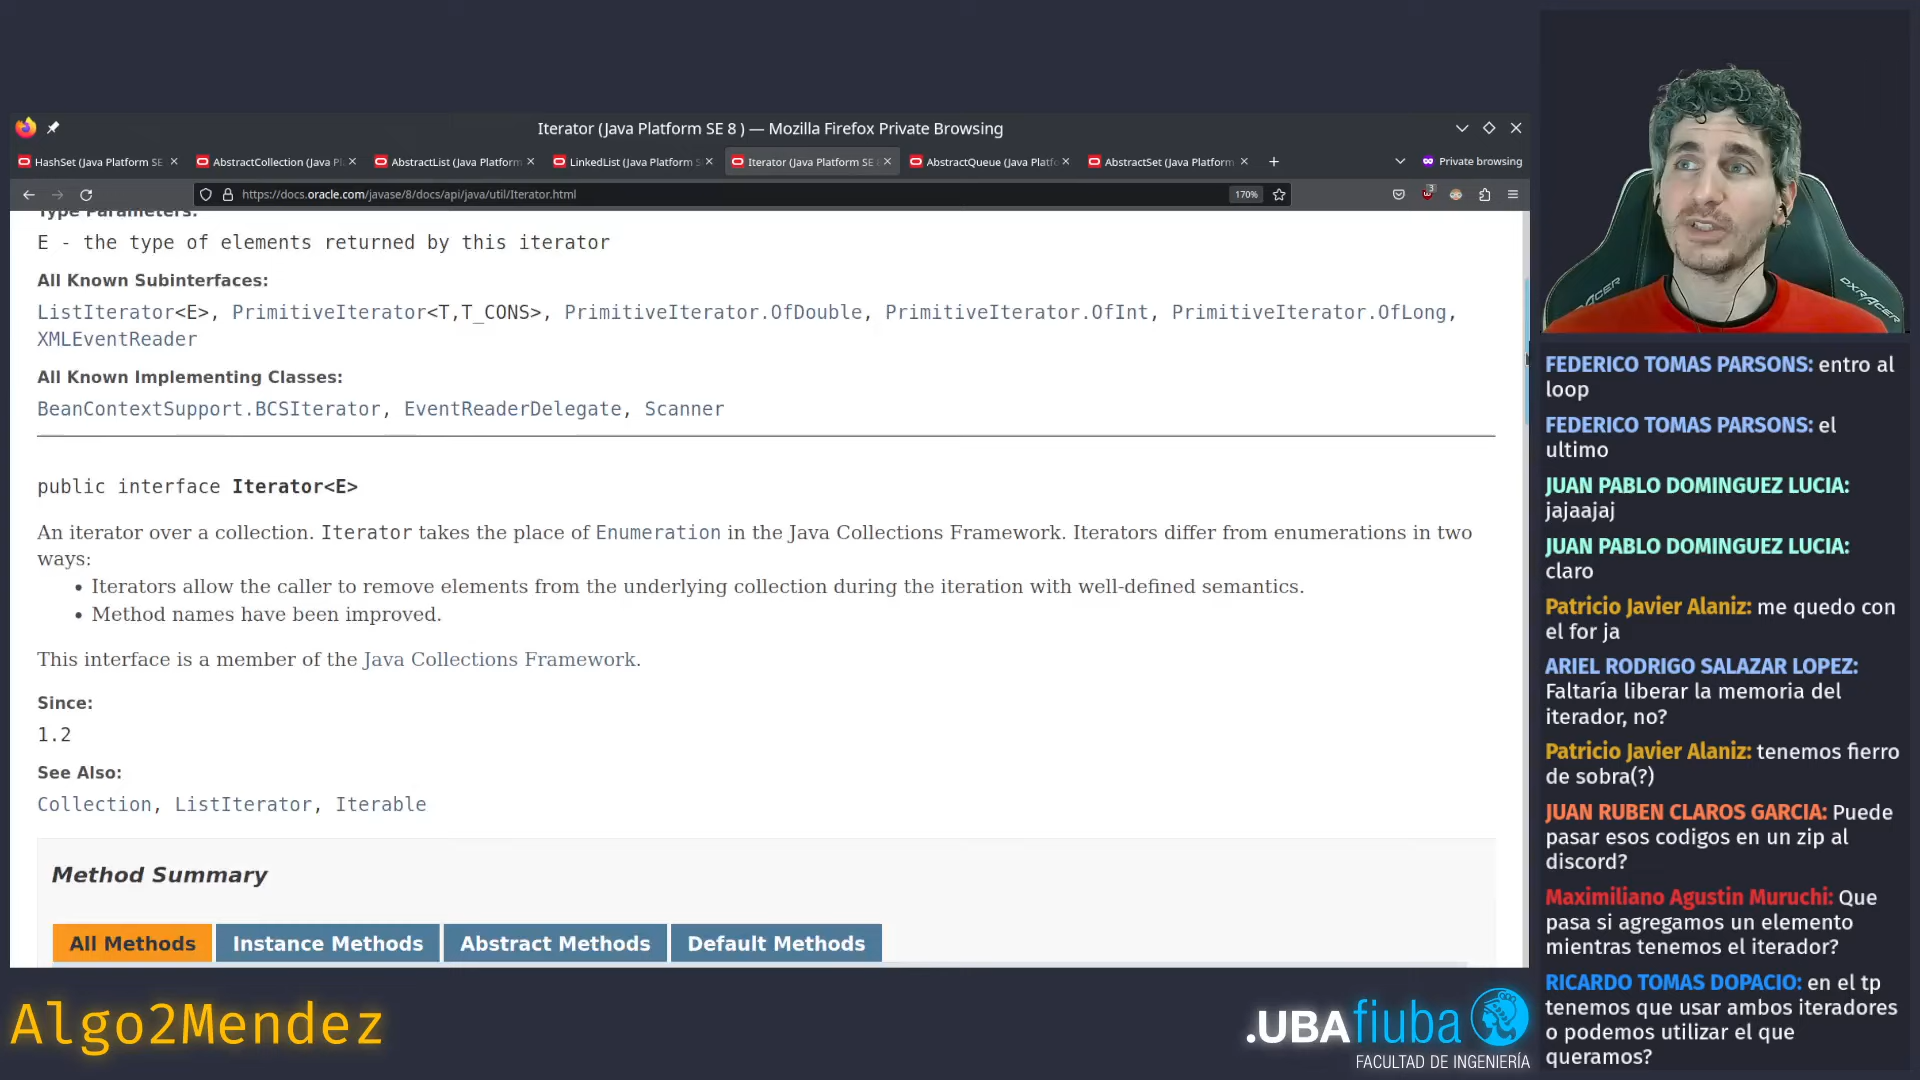 Iterator (Java Platform SE 8 ) — Mozilla Firefox Private Browsing
HashSet (Java Platform SE
AbstractCollection (Java Pl
AbstractList (Java Platform
LinkedList (Java Platform S
Iterator (Java Platform SE
AbstractQueue (Java Platfo
AbstractSet (Java Platform
Private browsing
https://docs.oracle.com/javase/8/docs/api/java/util/Iterator.html
170%
3
Type Parameters:
E - the type of elements returned by this iterator
All Known Subinterfaces:
ListIterator<E>, PrimitiveIterator<T,T_CONS>, PrimitiveIterator.OfDouble, PrimitiveIterator.OfInt, PrimitiveIterator.OfLong,
XMLEventReader
All Known Implementing Classes:
BeanContextSupport.BCSIterator, EventReaderDelegate, Scanner
public interface Iterator<E>
An iterator over a collection. Iterator takes the place of Enumeration in the Java Collections Framework. Iterators differ from enumerations in two
ways:
• Iterators allow the caller to remove elements from the underlying collection during the iteration with well-defined semantics.
• Method names have been improved.
This interface is a member of the Java Collections Framework.
Since:
1.2
See Also:
Collection, ListIterator, Iterable
Method Summary
All Methods
Instance Methods
Abstract Methods
Default Methods
DXRACER
FEDERICO TOMAS PARSONS: entro al
loop
FEDERICO TOMAS PARSONS: el
ultimo
JUAN PABLO DOMINGUEZ LUCIA:
jajaajaj
JUAN PABLO DOMINGUEZ LUCIA:
claro
Patricio Javier Alaniz: me quedo con
el for ja
ARIEL RODRIGO SALAZAR LOPEZ:
Faltaría liberar la memoria del
iterador, no?
Patricio Javier Alaniz: tenemos fierro
de sobra(?)
JUAN RUBEN CLAROS GARCIA: Puede
pasar esos codigos en un zip al
discord?
Maximiliano Agustin Muruchi: Que
pasa si agregamos un elemento
mientras tenemos el iterador?
RICARDO TOMAS DOPACIO: en el tp
tenemos que usar ambos iteradores
o podemos utilizar el que
queramos?
Algo2Mendez
.UBAfiuba
FACULTAD DE INGENIERÍA